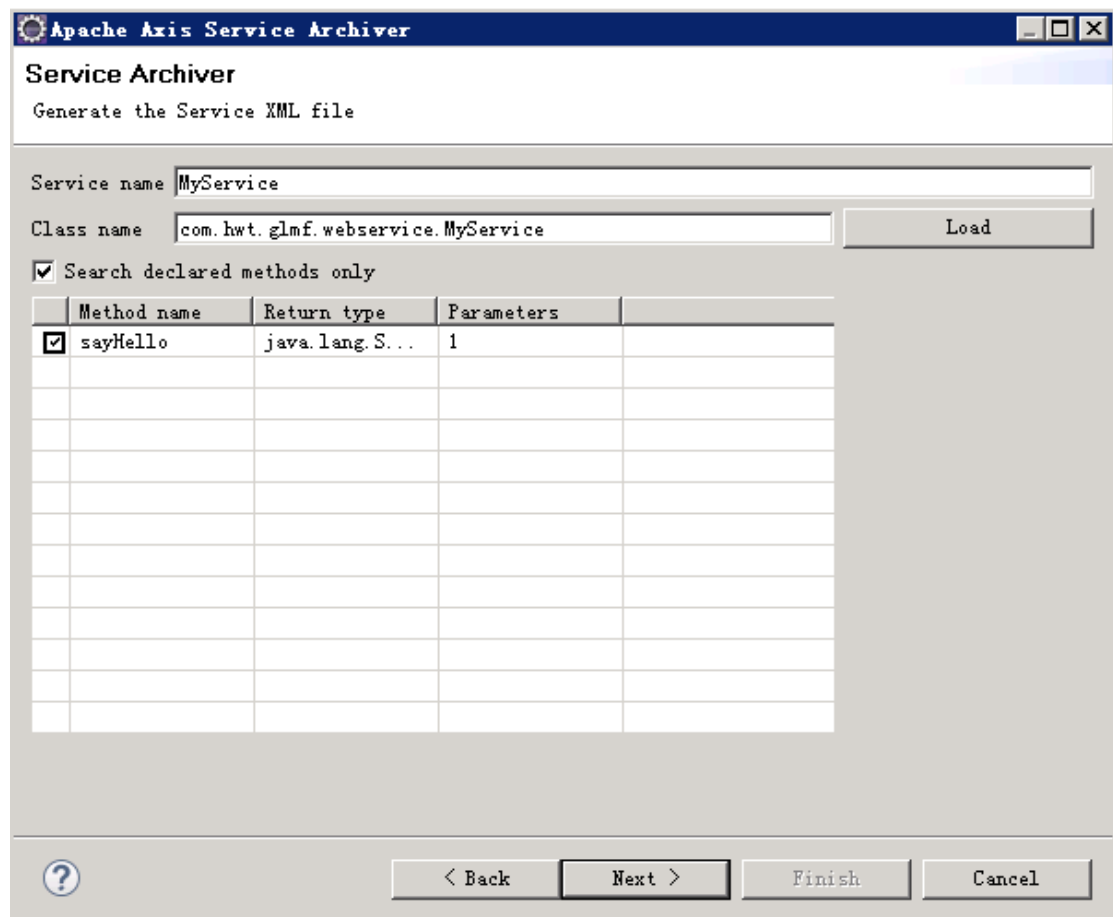 Apache Axis Service Archiver
Service Archiver
Generate the Service XML file
Service name MyService
Class name com.hwt.glmf.webservice.MyService Load
Search declared methods only
Method name Return type Parameters
sayHello java.lang.S... 1
? < Back Next > Finish Cancel